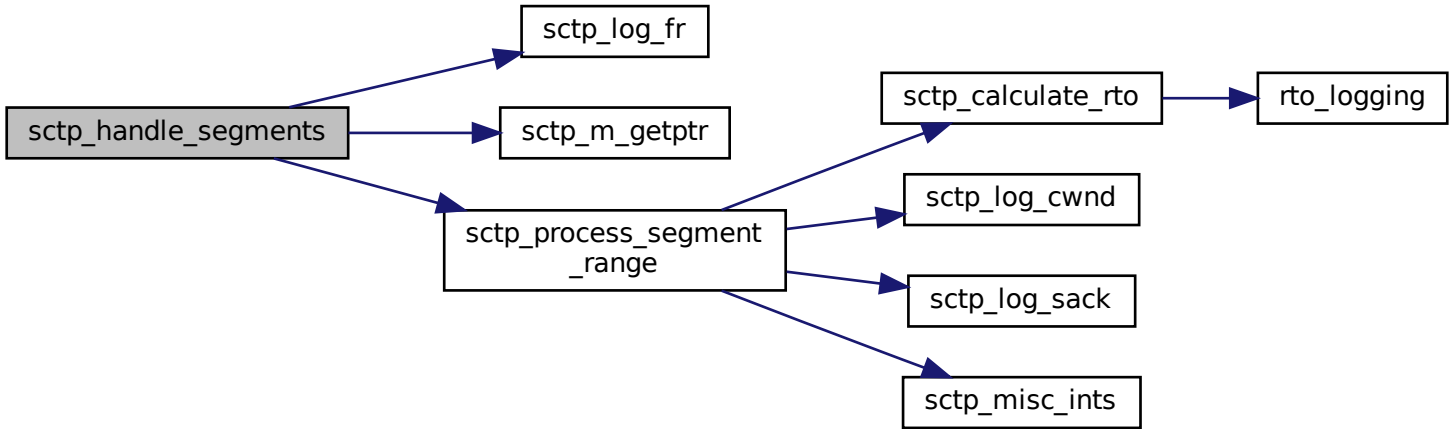 sctp_handle_segments
sctp_log_fr
sctp_m_getptr
sctp_process_segment
_range
sctp_calculate_rto
rto_logging
sctp_log_cwnd
sctp_log_sack
sctp_misc_ints